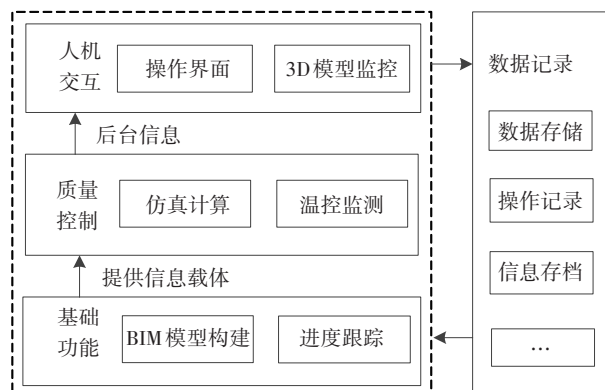 人机
交互
操作界面
3D模型监控
后台信息
质量
控制
仿真计算
温控监测
提供信息载体
基础
功能
BIM模型构建
进度跟踪
数据记录
数据存储
操作记录
信息存档
…